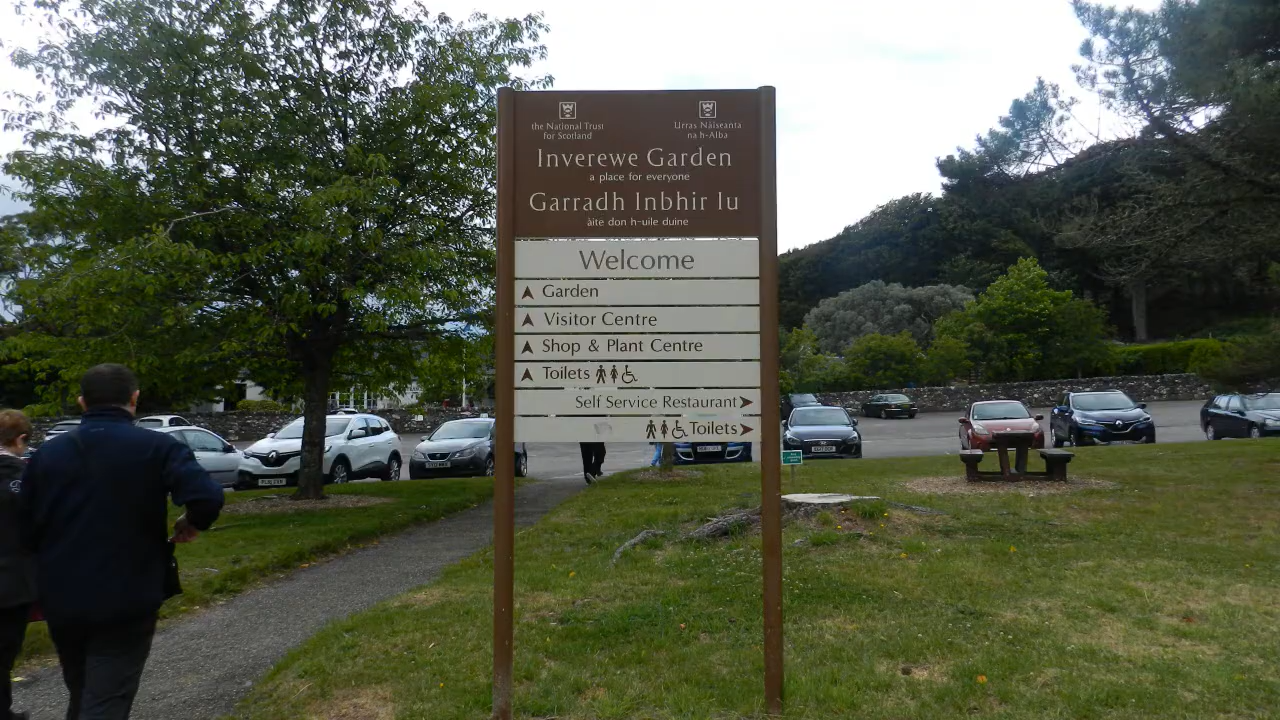 the National Trust
for Scotland
Urras Nàiseanta
na h-Alba
Inverewe Garden
a place for everyone
Garradh Inbhir Iu
àite don h-uile duine
Welcome
Garden
Visitor Centre
Shop & Plant Centre
Toilets
Self Service Restaurant
Toilets